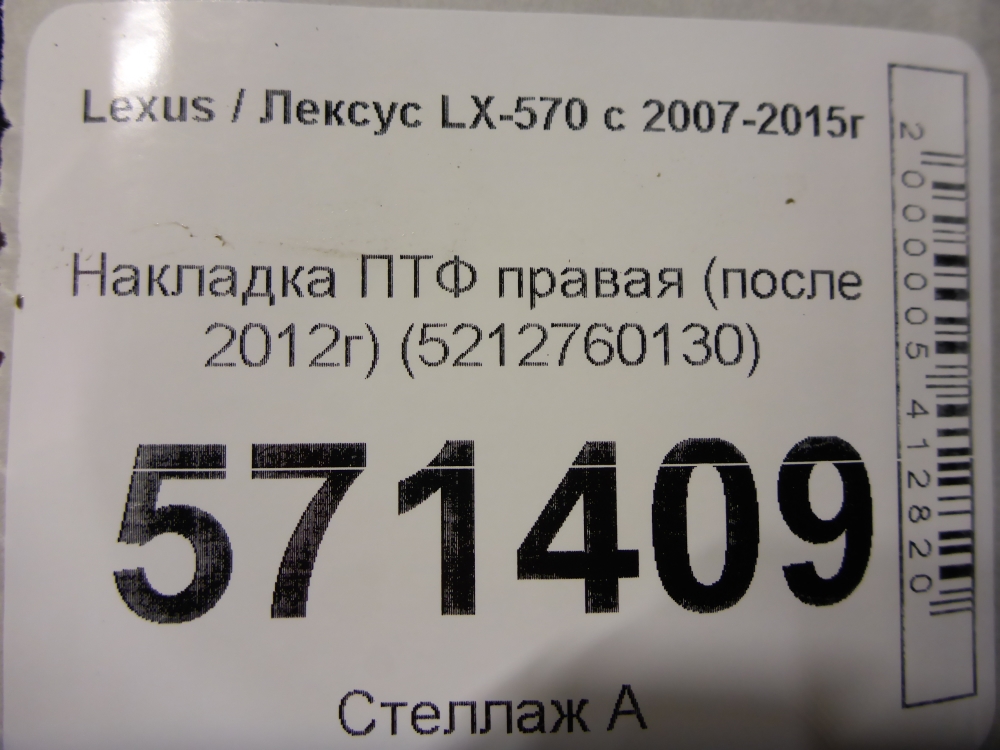 Lexus / Лексус LX-570 с 2007-2015г
Накладка ПТФ правая (после
2012г) (5212760130)
571409
Стеллаж А
2000005412820